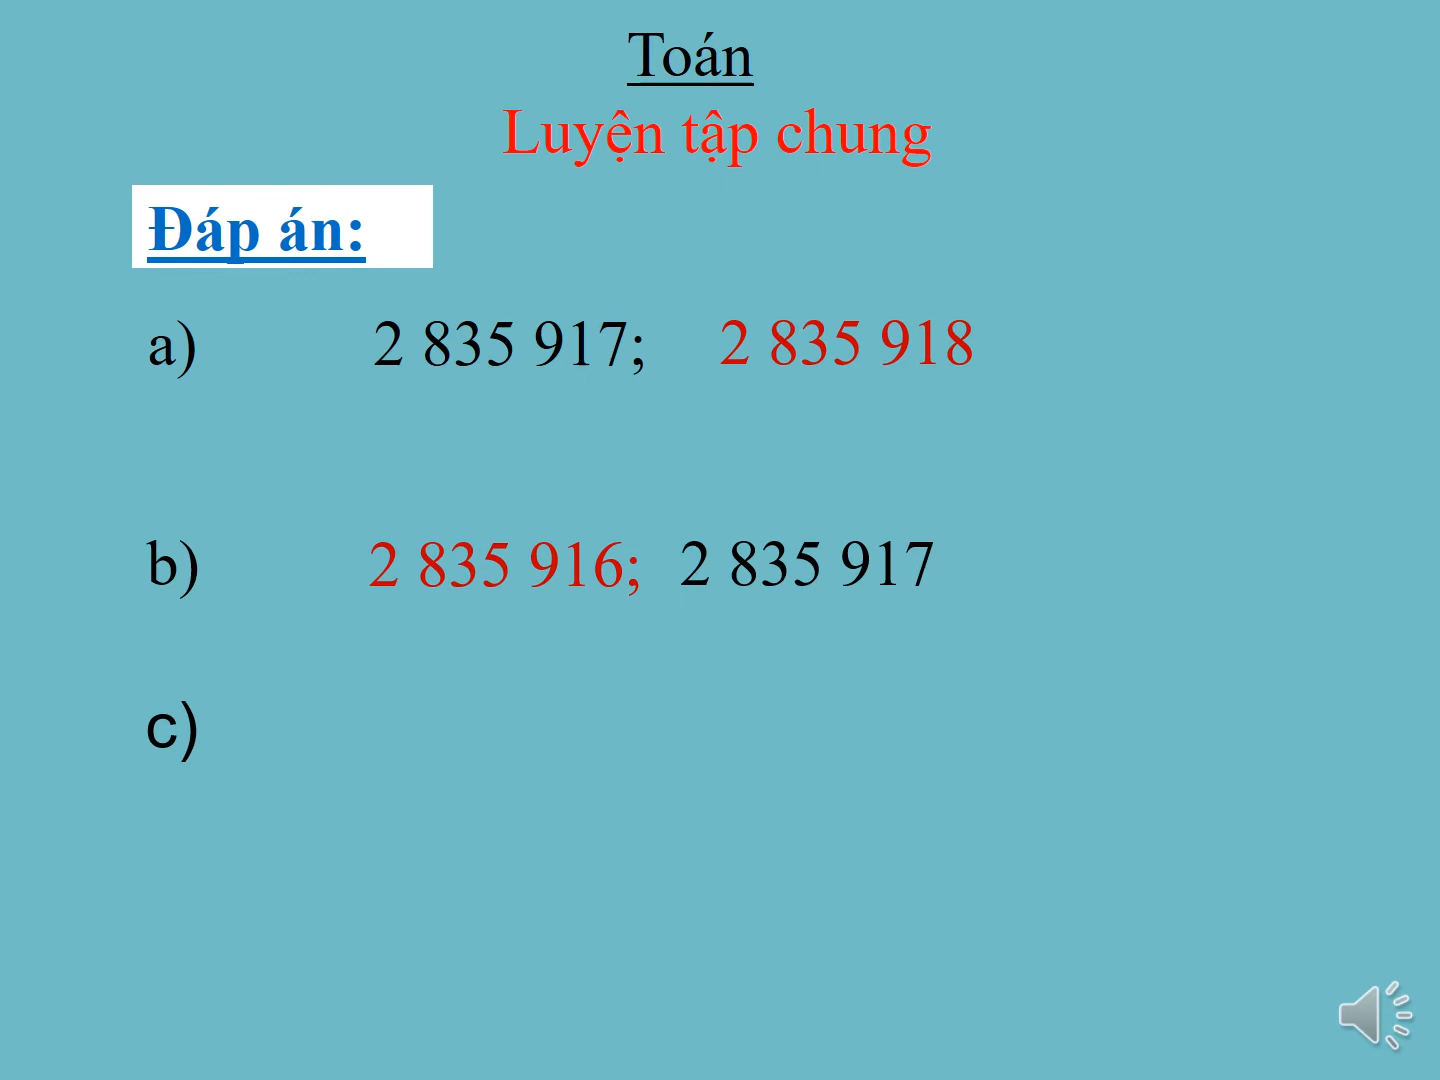 Toán
Luyện tập chung
Đáp án:
a) 2 835 917; 2 835 918
b) 2 835 916; 2 835 917
c)